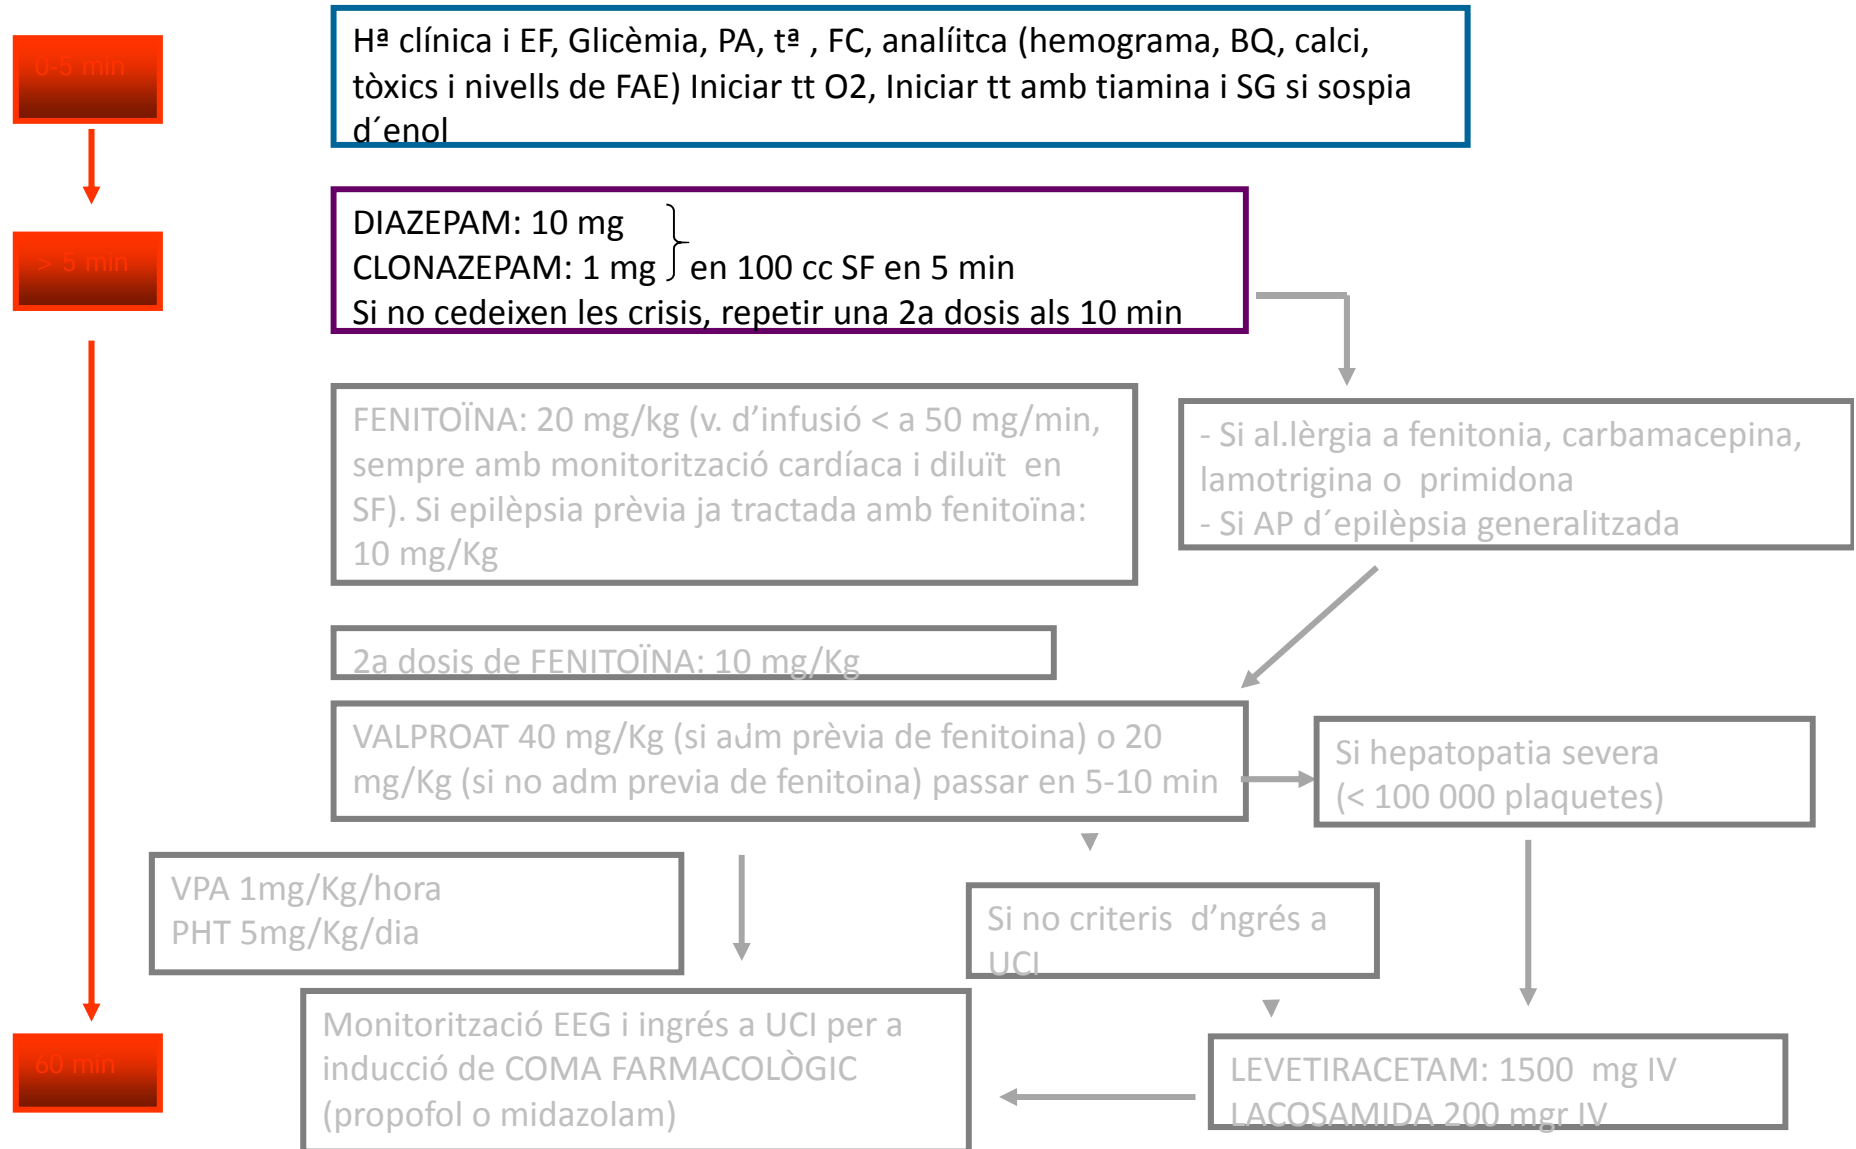 0-5 min
Hª clínica i EF, Glicèmia, PA, tª , FC, analíitca (hemograma, BQ, calci,
tòxics i nivells de FAE) Iniciar tt O2, Iniciar tt amb tiamina i SG si sospia
d´enol
> 5 min
DIAZEPAM: 10 mg
CLONAZEPAM: 1 mg en 100 cc SF en 5 min
Si no cedeixen les crisis, repetir una 2a dosis als 10 min
FENITOÏNA: 20 mg/kg (v. d’infusió < a 50 mg/min,
sempre amb monitorització cardíaca i diluït en
SF). Si epilèpsia prèvia ja tractada amb fenitoïna:
10 mg/Kg
- Si al.lèrgia a fenitonia, carbamacepina,
lamotrigina o primidona
- Si AP d´epilèpsia generalitzada
2a dosis de FENITOÏNA: 10 mg/Kg
VALPROAT 40 mg/Kg (si adm prèvia de fenitoina) o 20
mg/Kg (si no adm previa de fenitoina) passar en 5-10 min
Si hepatopatia severa
(< 100 000 plaquetes)
VPA 1mg/Kg/hora
PHT 5mg/Kg/dia
Si no criteris d’ngrés a
UCI
60 min
Monitorització EEG i ingrés a UCI per a
inducció de COMA FARMACOLÒGIC
(propofol o midazolam)
LEVETIRACETAM: 1500 mg IV
LACOSAMIDA 200 mgr IV